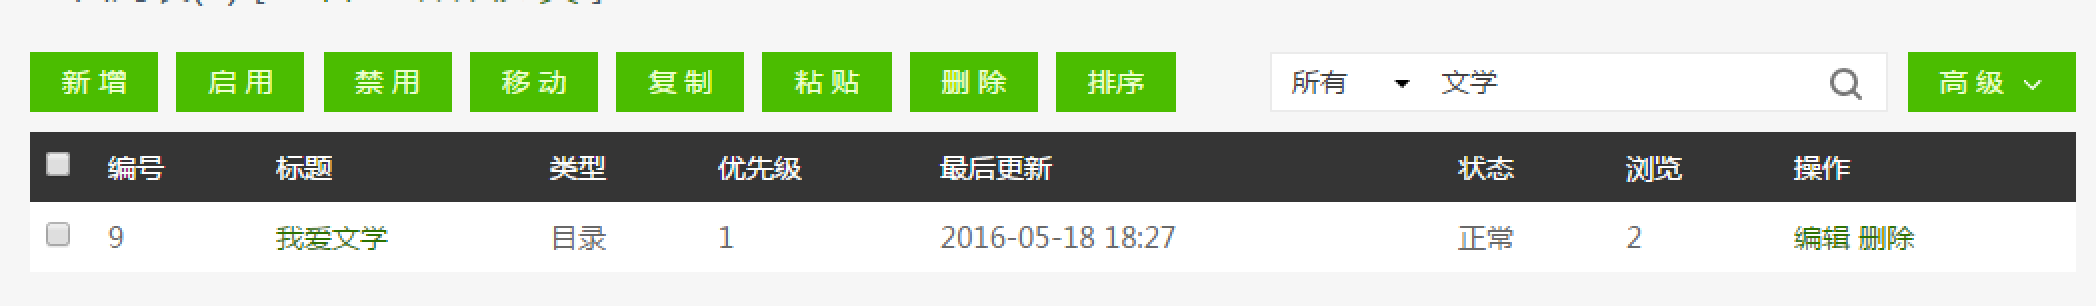 新增 启用 禁用 移动 复制 粘贴 删除 排序 所有 文学 高级
编号 标题 类型 优先级 最后更新 状态 浏览 操作
9 我爱文学 目录 1 2016-05-18 18:27 正常 2 编辑 删除